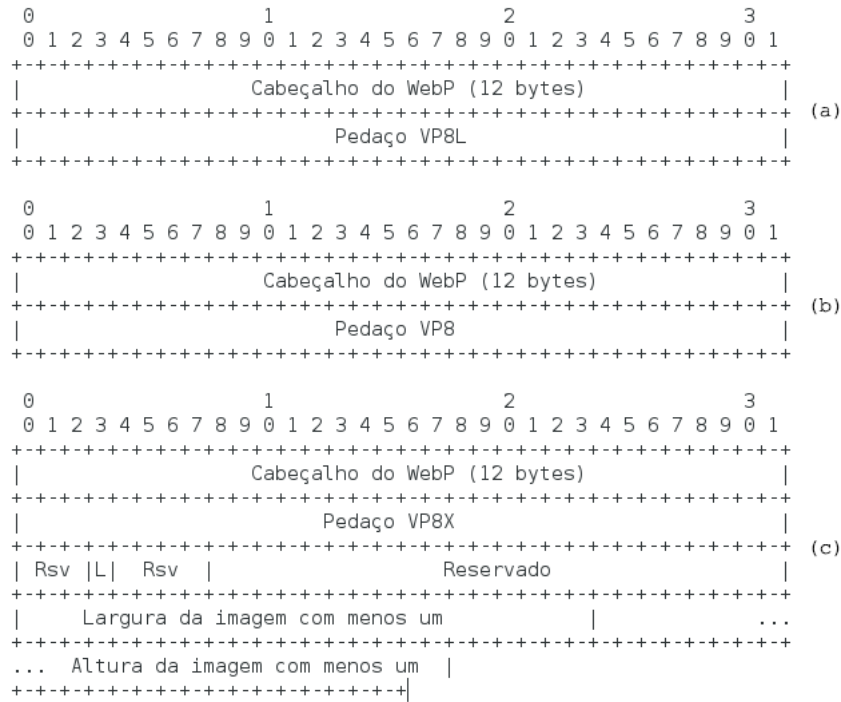 0                   1                   2                   3
0 1 2 3 4 5 6 7 8 9 0 1 2 3 4 5 6 7 8 9 0 1 2 3 4 5 6 7 8 9 0 1
+-+-+-+-+-+-+-+-+-+-+-+-+-+-+-+-+-+-+-+-+-+-+-+-+-+-+-+-+-+-+-+-+
| Cabeçalho do WebP (12 bytes) |
+-+-+-+-+-+-+-+-+-+-+-+-+-+-+-+-+-+-+-+-+-+-+-+-+-+-+-+-+-+-+-+-+ (a)
| Pedaço VP8L |
+-+-+-+-+-+-+-+-+-+-+-+-+-+-+-+-+-+-+-+-+-+-+-+-+-+-+-+-+-+-+-+-+
0                   1                   2                   3
0 1 2 3 4 5 6 7 8 9 0 1 2 3 4 5 6 7 8 9 0 1 2 3 4 5 6 7 8 9 0 1
+-+-+-+-+-+-+-+-+-+-+-+-+-+-+-+-+-+-+-+-+-+-+-+-+-+-+-+-+-+-+-+-+
| Cabeçalho do WebP (12 bytes) |
+-+-+-+-+-+-+-+-+-+-+-+-+-+-+-+-+-+-+-+-+-+-+-+-+-+-+-+-+-+-+-+-+ (b)
| Pedaço VP8 |
+-+-+-+-+-+-+-+-+-+-+-+-+-+-+-+-+-+-+-+-+-+-+-+-+-+-+-+-+-+-+-+-+
0                   1                   2                   3
0 1 2 3 4 5 6 7 8 9 0 1 2 3 4 5 6 7 8 9 0 1 2 3 4 5 6 7 8 9 0 1
+-+-+-+-+-+-+-+-+-+-+-+-+-+-+-+-+-+-+-+-+-+-+-+-+-+-+-+-+-+-+-+-+
| Cabeçalho do WebP (12 bytes) |
+-+-+-+-+-+-+-+-+-+-+-+-+-+-+-+-+-+-+-+-+-+-+-+-+-+-+-+-+-+-+-+-+
| Pedaço VP8X |
+-+-+-+-+-+-+-+-+-+-+-+-+-+-+-+-+-+-+-+-+-+-+-+-+-+-+-+-+-+-+-+-+ (c)
| Rsv |L| Rsv | Reservado |
+-+-+-+-+-+-+-+-+-+-+-+-+-+-+-+-+-+-+-+-+-+-+-+-+-+-+-+-+-+-+-+-+
| Largura da imagem com menos um | ...
+-+-+-+-+-+-+-+-+-+-+-+-+-+-+-+-+-+-+-+-+-+-+-+-+-+-+-+-+-+-+-+-+
... Altura da imagem com menos um |
+-+-+-+-+-+-+-+-+-+-+-+-+-+-+-+-+|